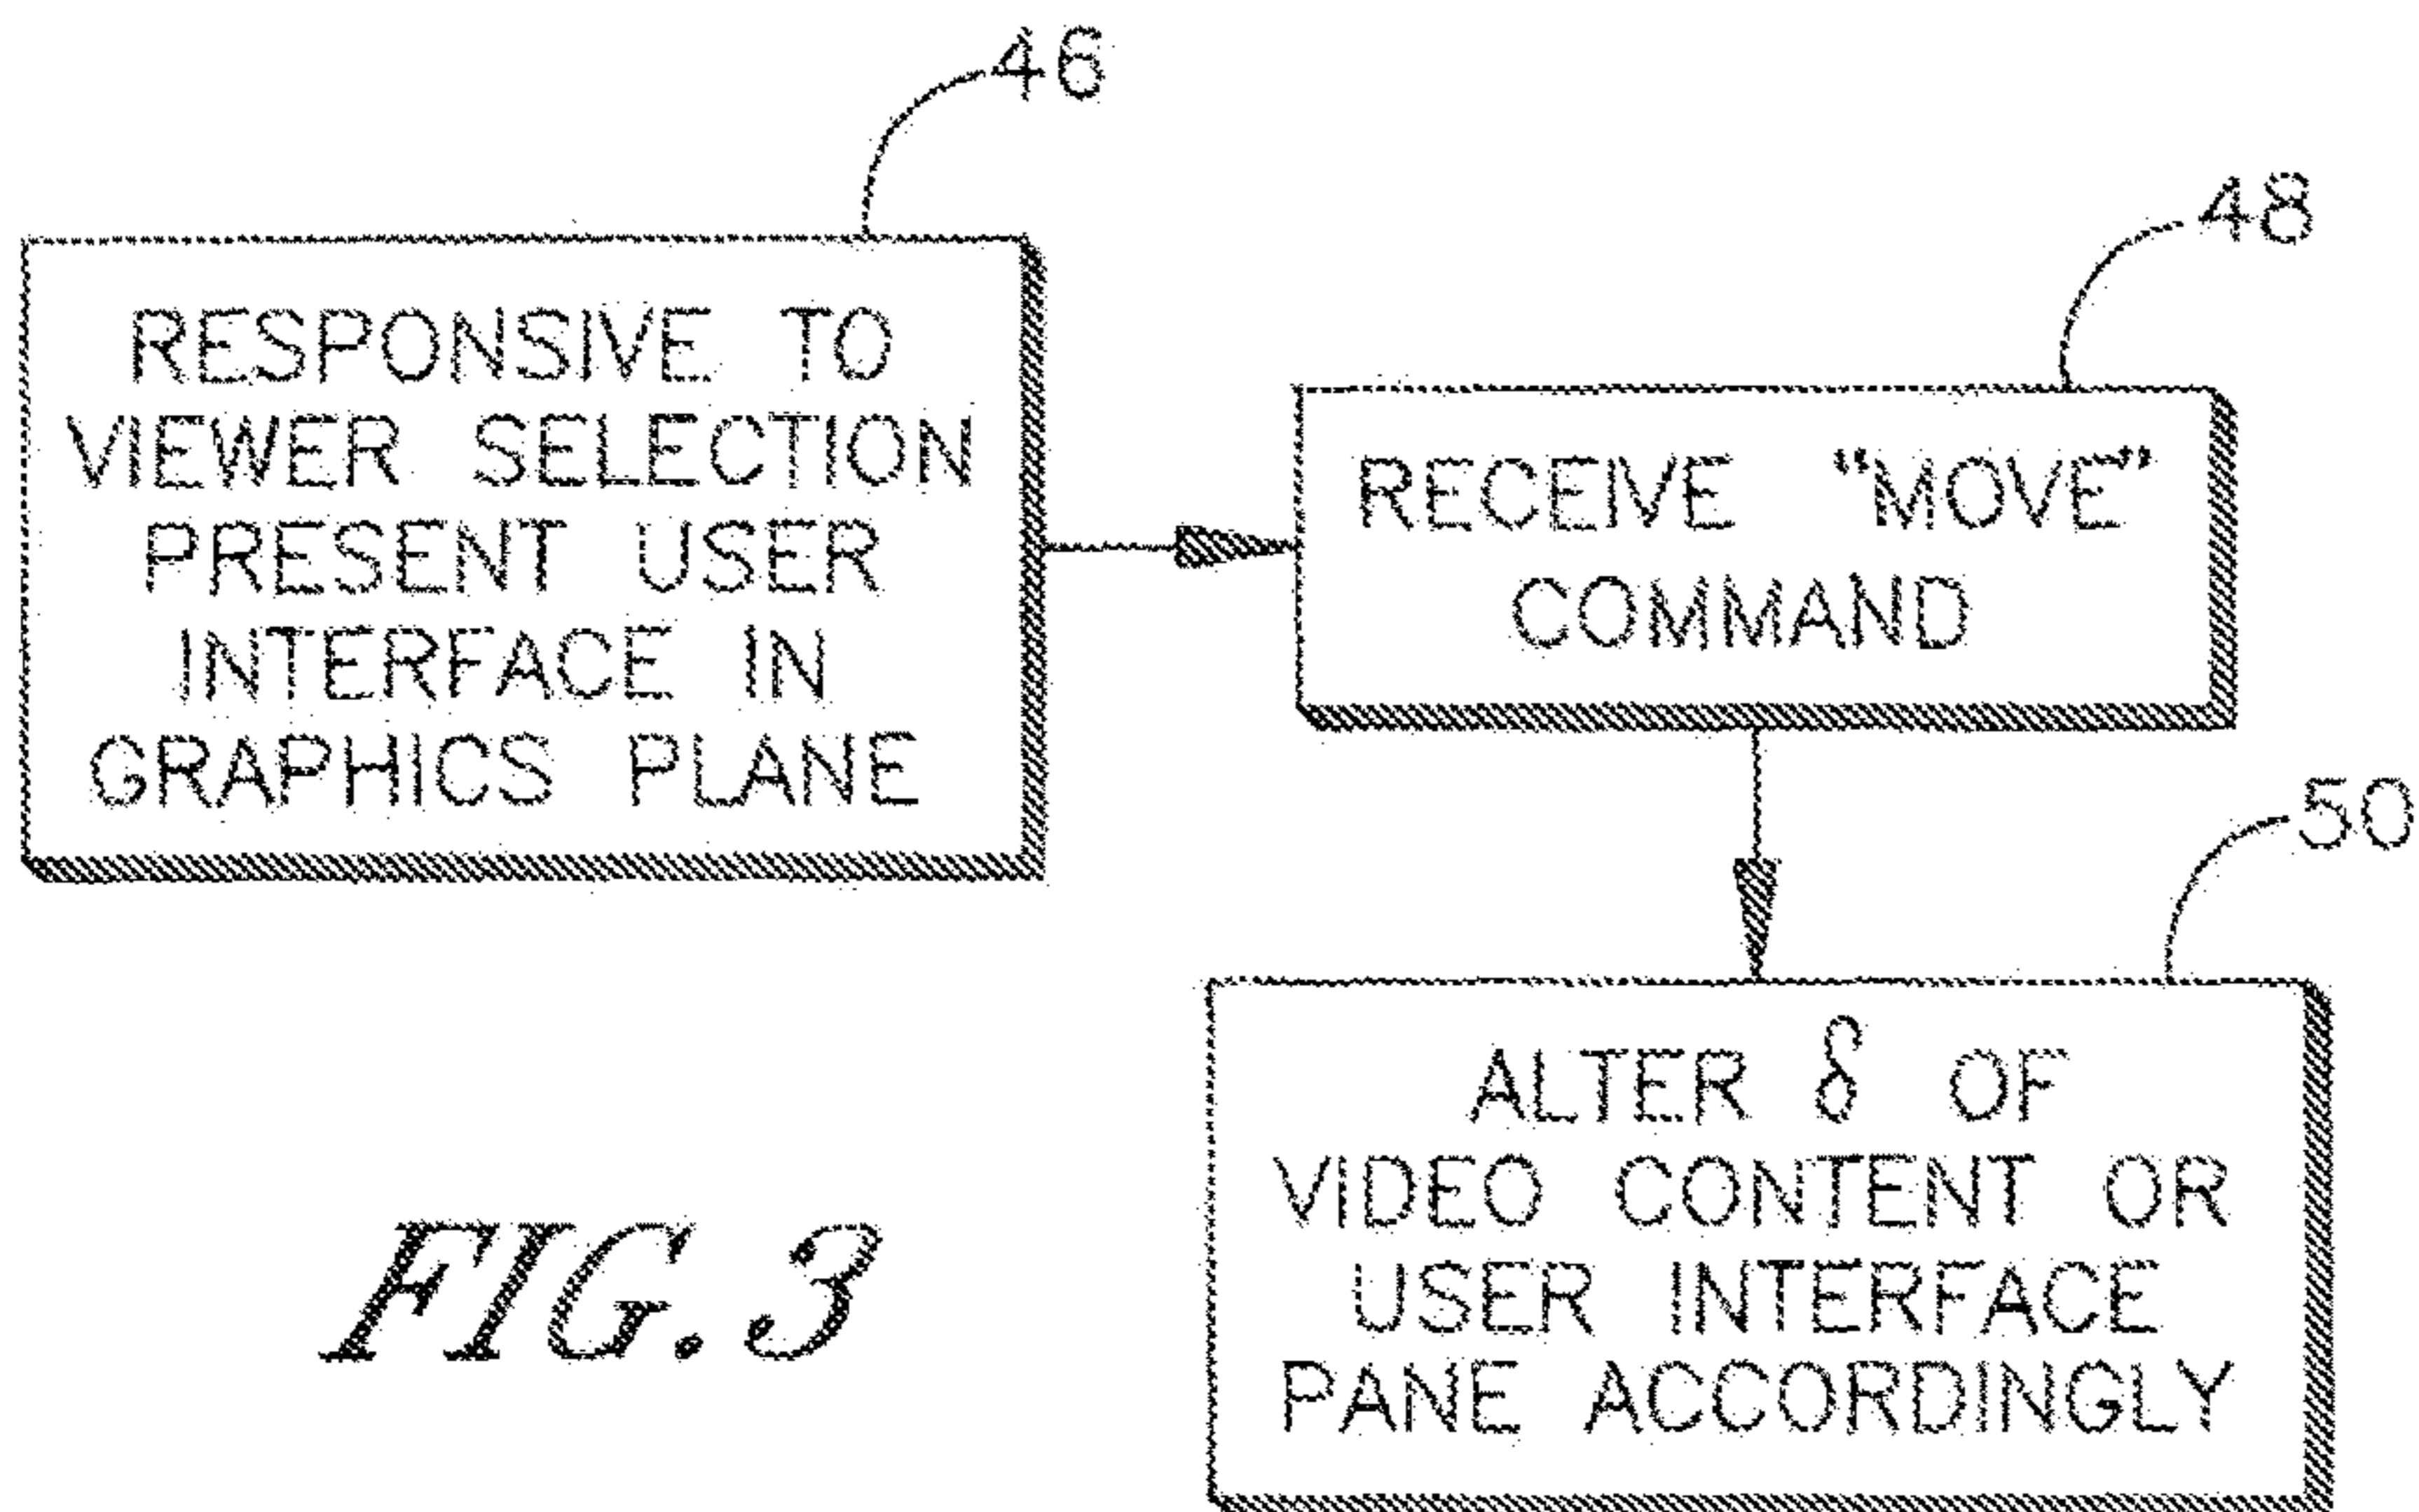 46
RESPONSIVE TO
VIEWER SELECTION
PRESENT USER
INTERFACE IN
GRAPHICS PLANE
48
RECEIVE "MOVE"
COMMAND
50
ALTER δ OF
VIDEO CONTENT OR
USER INTERFACE
PANE ACCORDINGLY
FIG. 3